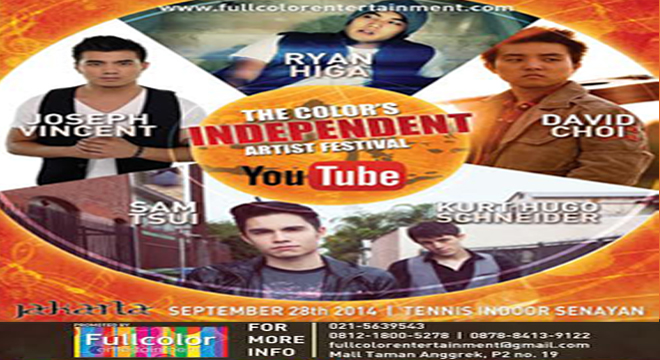 www.fullcolorentertainment.com
RYAN
HIGA
JOSEPH
VINCENT
DAVID
CHOI
THE COLOR'S
INDEPENDENT
ARTIST FESTIVAL
YouTube
SAM
TSUI
KURT HUGO
SCHNEIDER
jakarta SEPTEMBER 28th 2014 | TENNIS INDOOR SENAYAN
PROMOTED BY
Fullcolor
entertainment
FOR
MORE
INFO
021-5639543
0812-1800-5278 | 0878-8413-9122
fullcolorentertainment@gmail.com
Mall Taman Anggrek, P2 no. 19